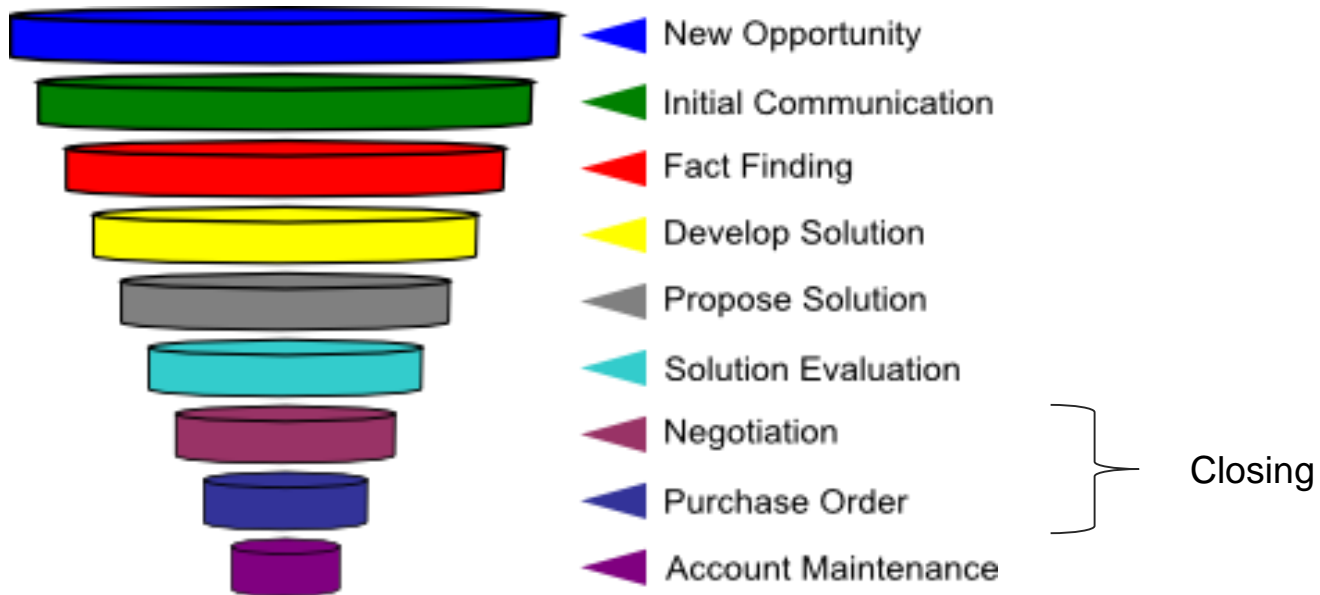 New Opportunity
Initial Communication
Fact Finding
Develop Solution
Propose Solution
Solution Evaluation
Negotiation
Closing
Purchase Order
Account Maintenance